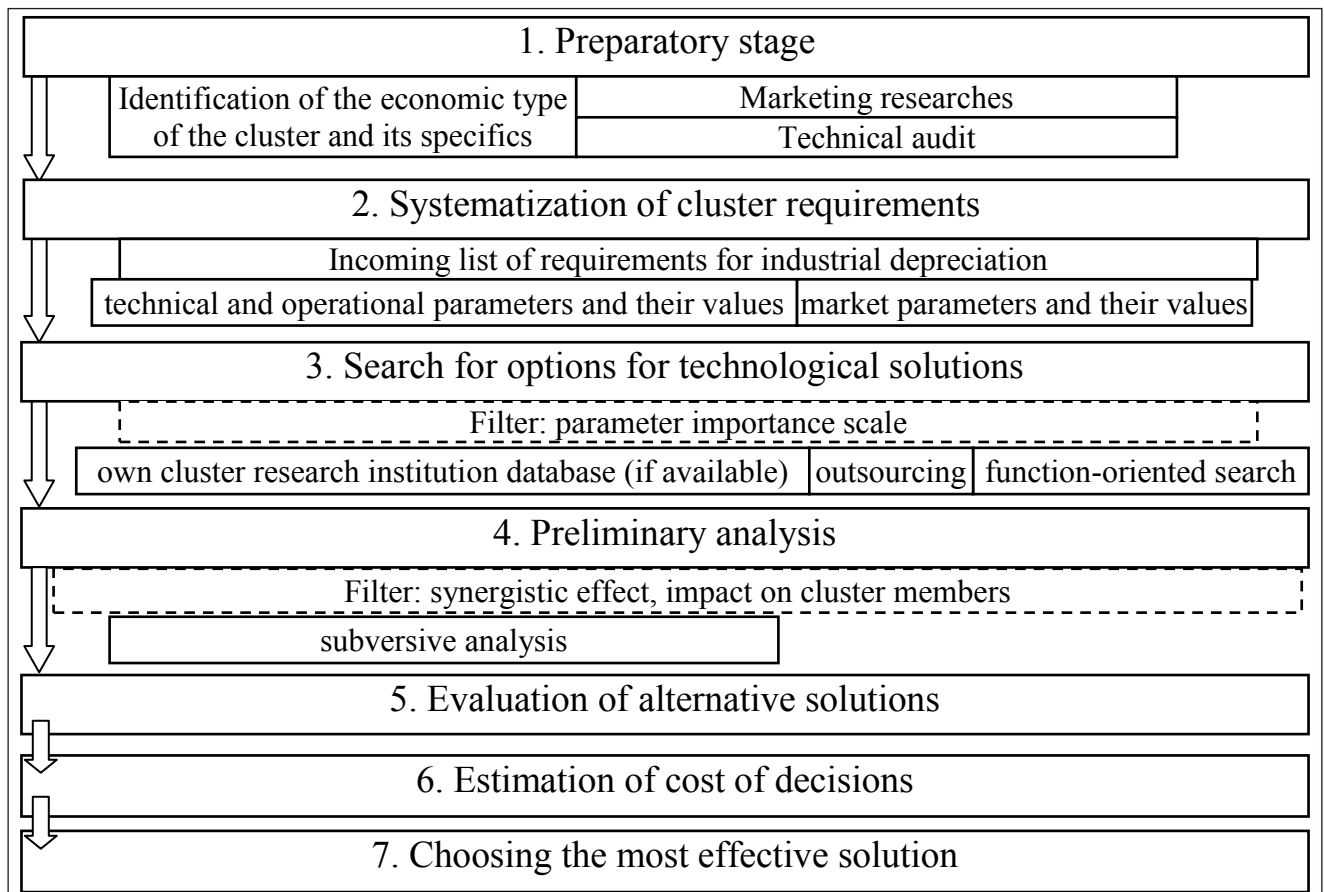 1. Preparatory stage
Identification of the economic type
of the cluster and its specifics
Marketing researches
Technical audit
2. Systematization of cluster requirements
Incoming list of requirements for industrial depreciation
technical and operational parameters and their values
market parameters and their values
3. Search for options for technological solutions
Filter: parameter importance scale
own cluster research institution database (if available)
outsourcing
function-oriented search
4. Preliminary analysis
Filter: synergistic effect, impact on cluster members
subversive analysis
5. Evaluation of alternative solutions
6. Estimation of cost of decisions
7. Choosing the most effective solution